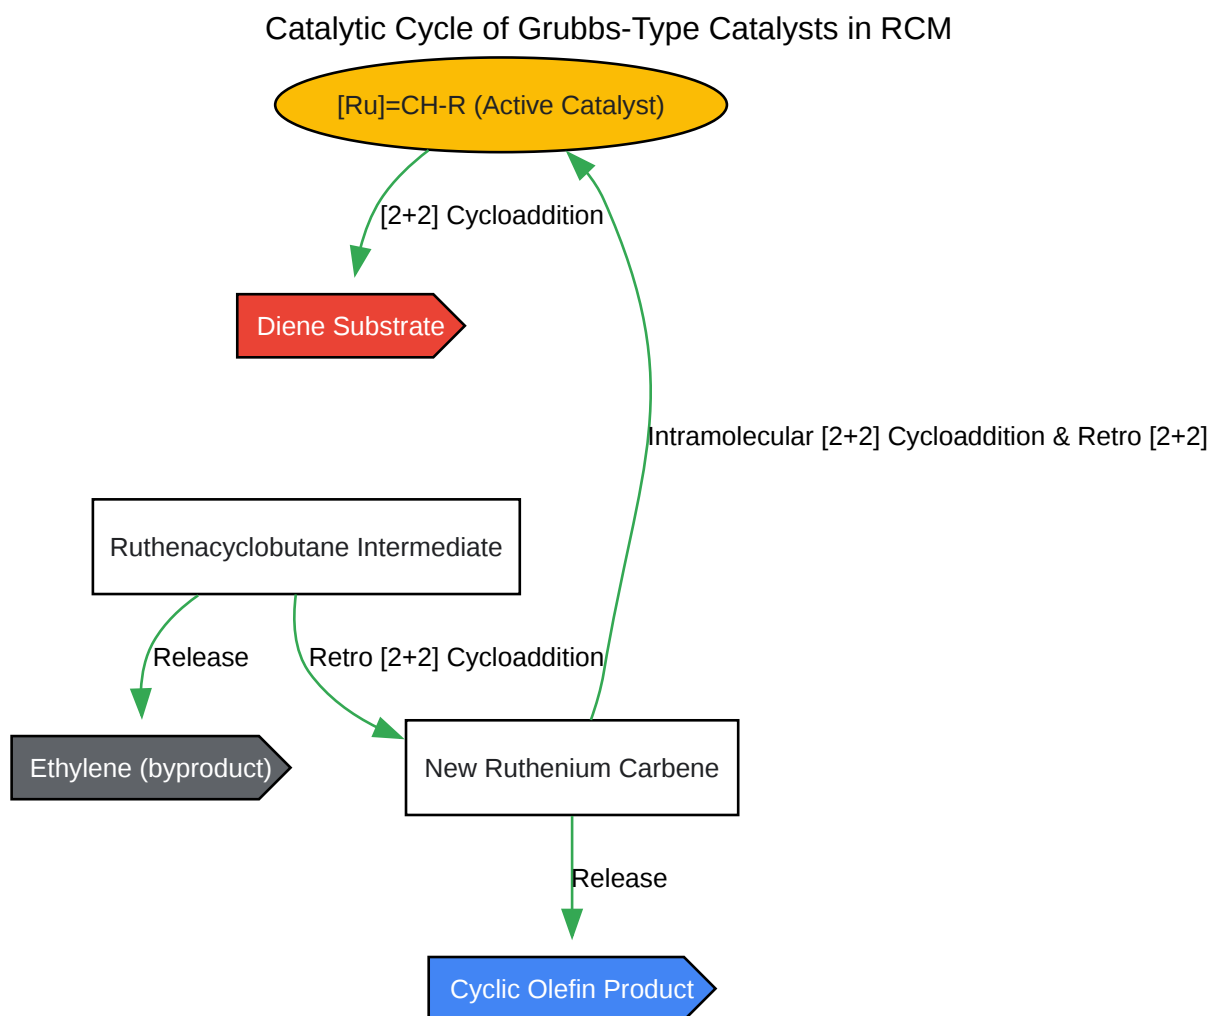 Catalytic Cycle of Grubbs-Type Catalysts in RCM
[Ru]=CH-R (Active Catalyst)
[2+2] Cycloaddition
Diene Substrate
Intramolecular [2+2] Cycloaddition & Retro [2+2]
Ruthenacyclobutane Intermediate
Release
Retro [2+2] Cycloaddition
Ethylene (byproduct)
New Ruthenium Carbene
Release
Cyclic Olefin Product